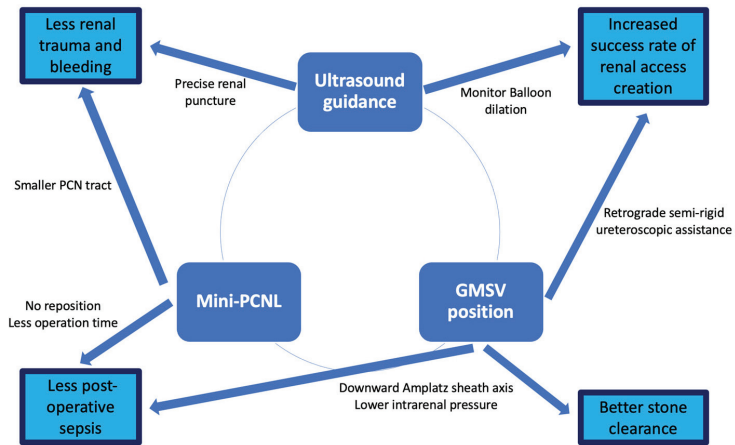 Less renal
trauma and
bleeding
Increased
success rate of
renal access
creation
Ultrasound
guidance
Precise renal
puncture
Monitor Balloon
dilation
Smaller PCN tract
Retrograde semi-rigid
ureteroscopic assistance
Mini-PCNL
GMSV
position
No reposition
Less operation time
Less post-
operative
sepsis
Downward Amplatz sheath axis
Lower intrarenal pressure
Better stone
clearance